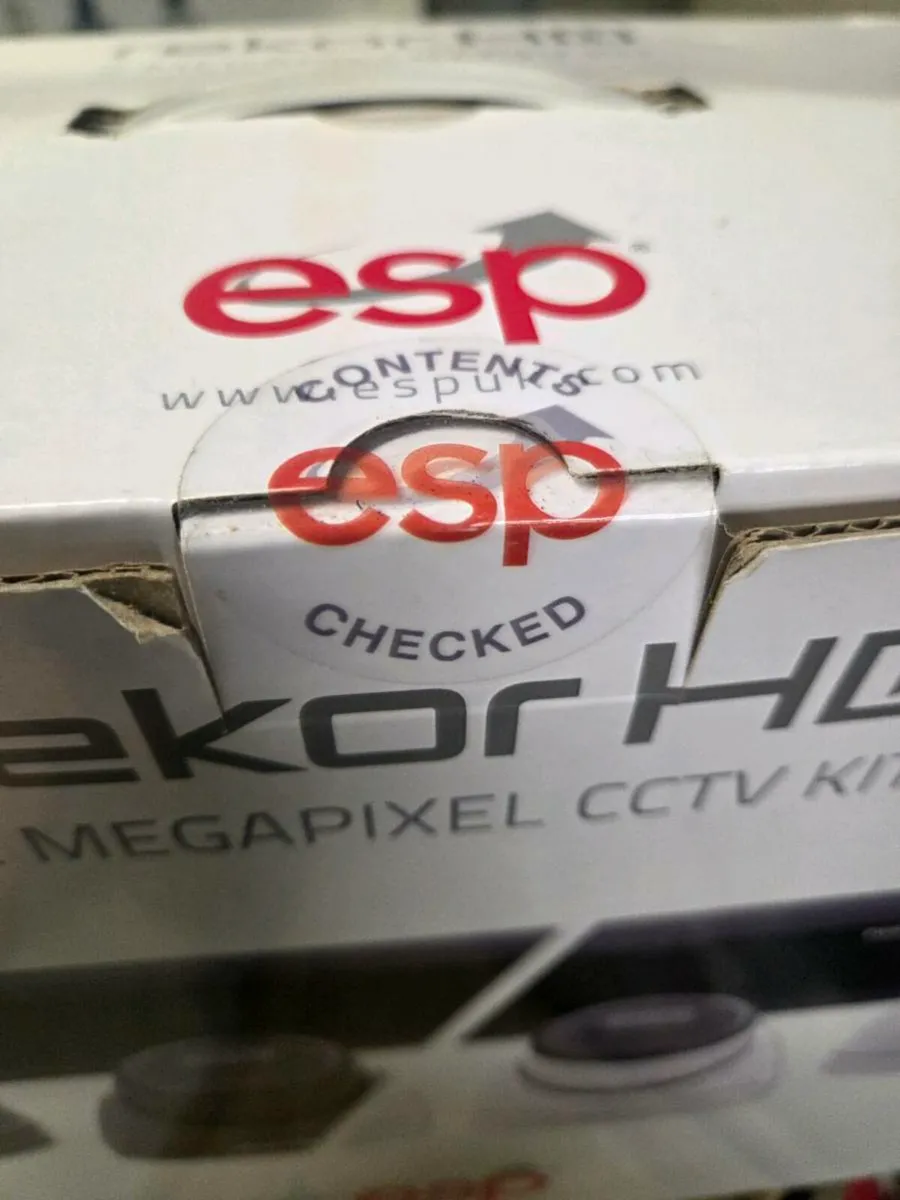 esp
www.espuk.com
CONTENTS
esp
CHECKED
ekor HD
MEGAPIXEL CCTV KIT